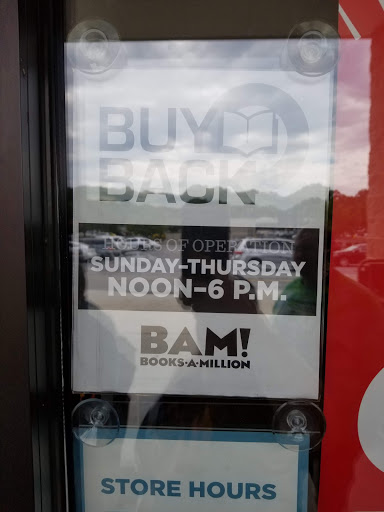 BUY
BACK
HOURS OF OPERATION
SUNDAY–THURSDAY
NOON–6 P.M.
BAM!
BOOKS•A•MILLION
STORE HOURS